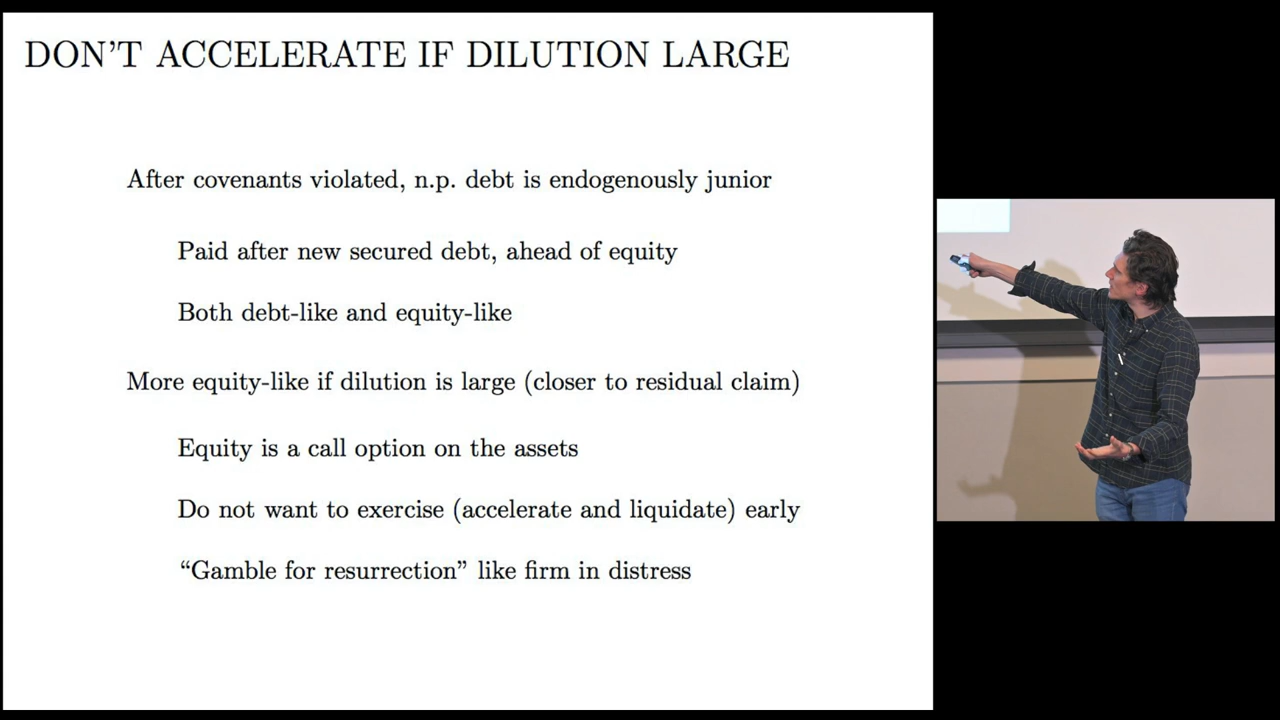 DON'T ACCELERATE IF DILUTION LARGE
After covenants violated, n.p. debt is endogenously junior
Paid after new secured debt, ahead of equity
Both debt-like and equity-like
More equity-like if dilution is large (closer to residual claim)
Equity is a call option on the assets
Do not want to exercise (accelerate and liquidate) early
“Gamble for resurrection” like firm in distress